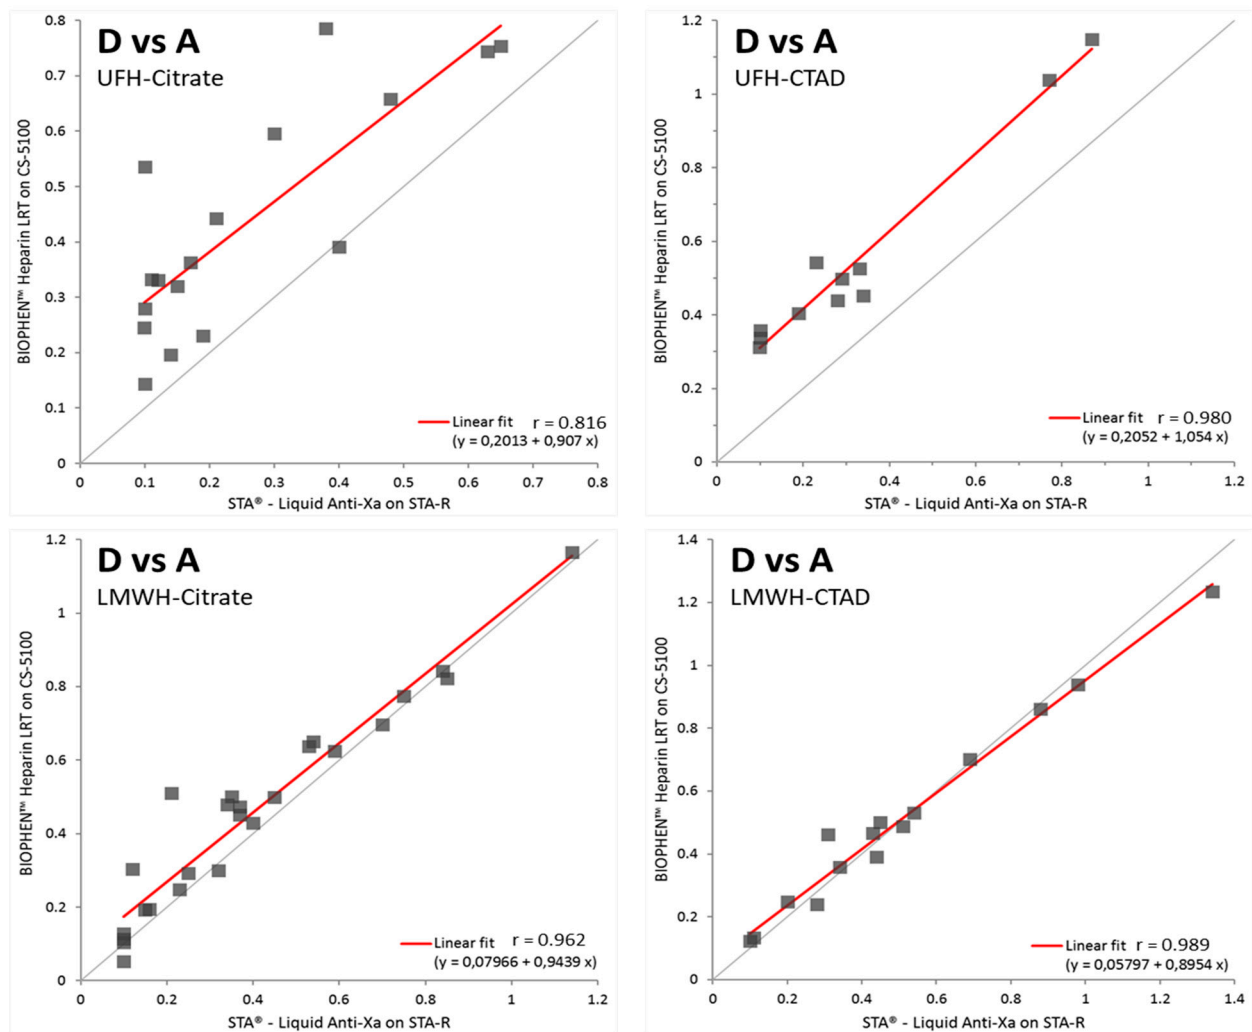 D vs A
UFH-Citrate
BIOPHEN™ Heparin LRT on CS-5100
0.8
0.7
0.6
0.5
0.4
0.3
0.2
0.1
0
Linear fit r = 0.816
(y = 0,2013 + 0,907 x)
0 0.1 0.2 0.3 0.4 0.5 0.6 0.7 0.8
STA® - Liquid Anti-Xa on STA-R
D vs A
UFH-CTAD
BIOPHEN™ Heparin LRT on CS-5100
1.2
1
0.8
0.6
0.4
0.2
0
Linear fit r = 0.980
(y = 0,2052 + 1,054 x)
0 0.2 0.4 0.6 0.8 1 1.2
STA® - Liquid Anti-Xa on STA-R
D vs A
LMWH-Citrate
BIOPHEN™ Heparin LRT on CS-5100
1.2
1
0.8
0.6
0.4
0.2
0
Linear fit r = 0.962
(y = 0,07966 + 0,9439 x)
0 0.2 0.4 0.6 0.8 1 1.2
STA® - Liquid Anti-Xa on STA-R
D vs A
LMWH-CTAD
BIOPHEN™ Heparin LRT on CS-5100
1.4
1.2
1
0.8
0.6
0.4
0.2
0
Linear fit r = 0.989
(y = 0,05797 + 0,8954 x)
0 0.2 0.4 0.6 0.8 1 1.2 1.4
STA® - Liquid Anti-Xa on STA-R